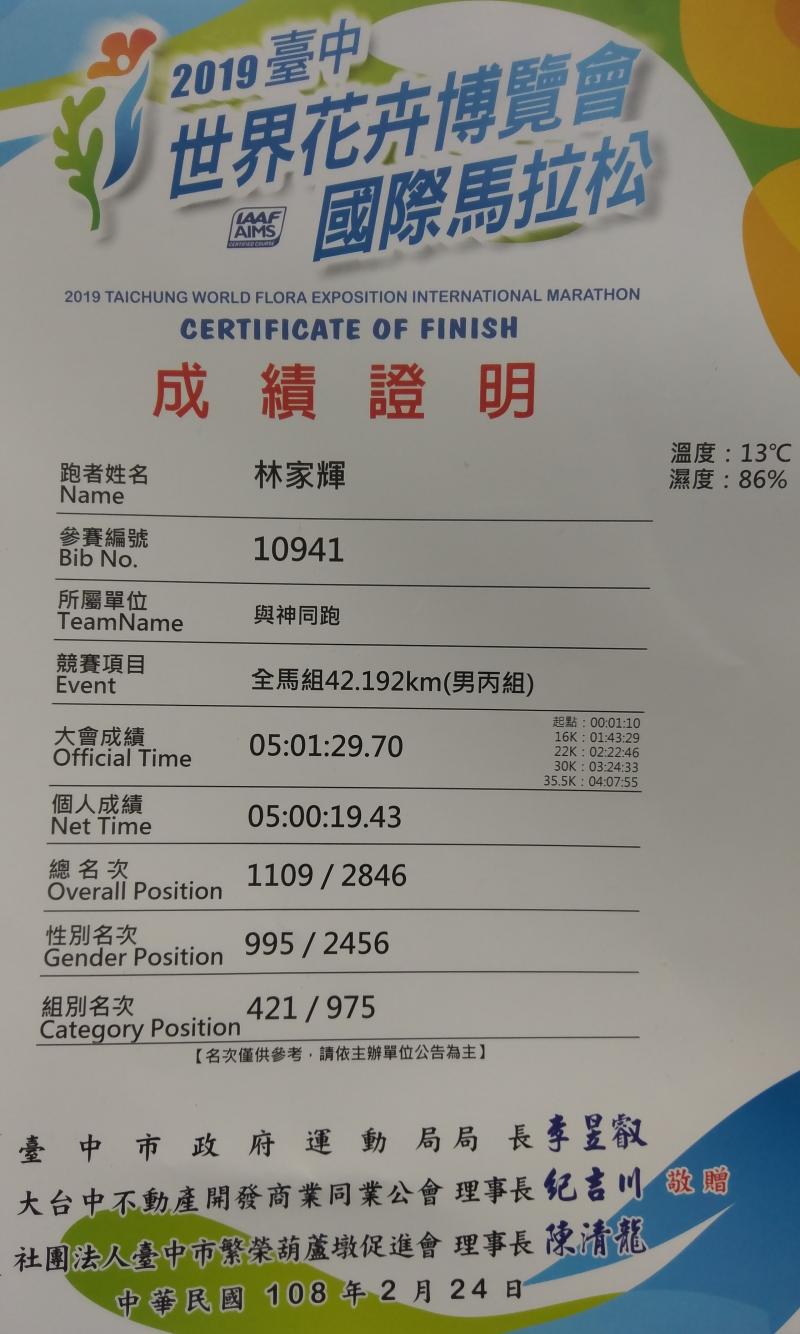 2019 臺中
世界花卉博覽會
國際馬拉松
IAAF
AIMS
CERTIFIED COURSE
2019 TAICHUNG WORLD FLORA EXPOSITION INTERNATIONAL MARATHON
CERTIFICATE OF FINISH
成績證明
溫度：13℃
濕度：86%
跑者姓名 林家輝
Name
參賽編號 10941
Bib No.
所屬單位 與神同跑
TeamName
競賽項目 全馬組42.192km(男丙組)
Event
大會成績 05:01:29.70
Official Time
起點：00:01:10
16K：01:43:29
22K：02:22:46
30K：03:24:33
35.5K：04:07:55
個人成績 05:00:19.43
Net Time
總名次 1109 / 2846
Overall Position
性別名次 995 / 2456
Gender Position
組別名次 421 / 975
Category Position
【名次僅供參考，請依主辦單位公告為主】
臺中市政府運動局局長 李昱叡
大台中不動產開發商業同業公會 理事長 紀吉川 敬贈
社團法人臺中市繁榮葫蘆墩促進會 理事長 陳清龍
中華民國 108 年 2 月 24 日